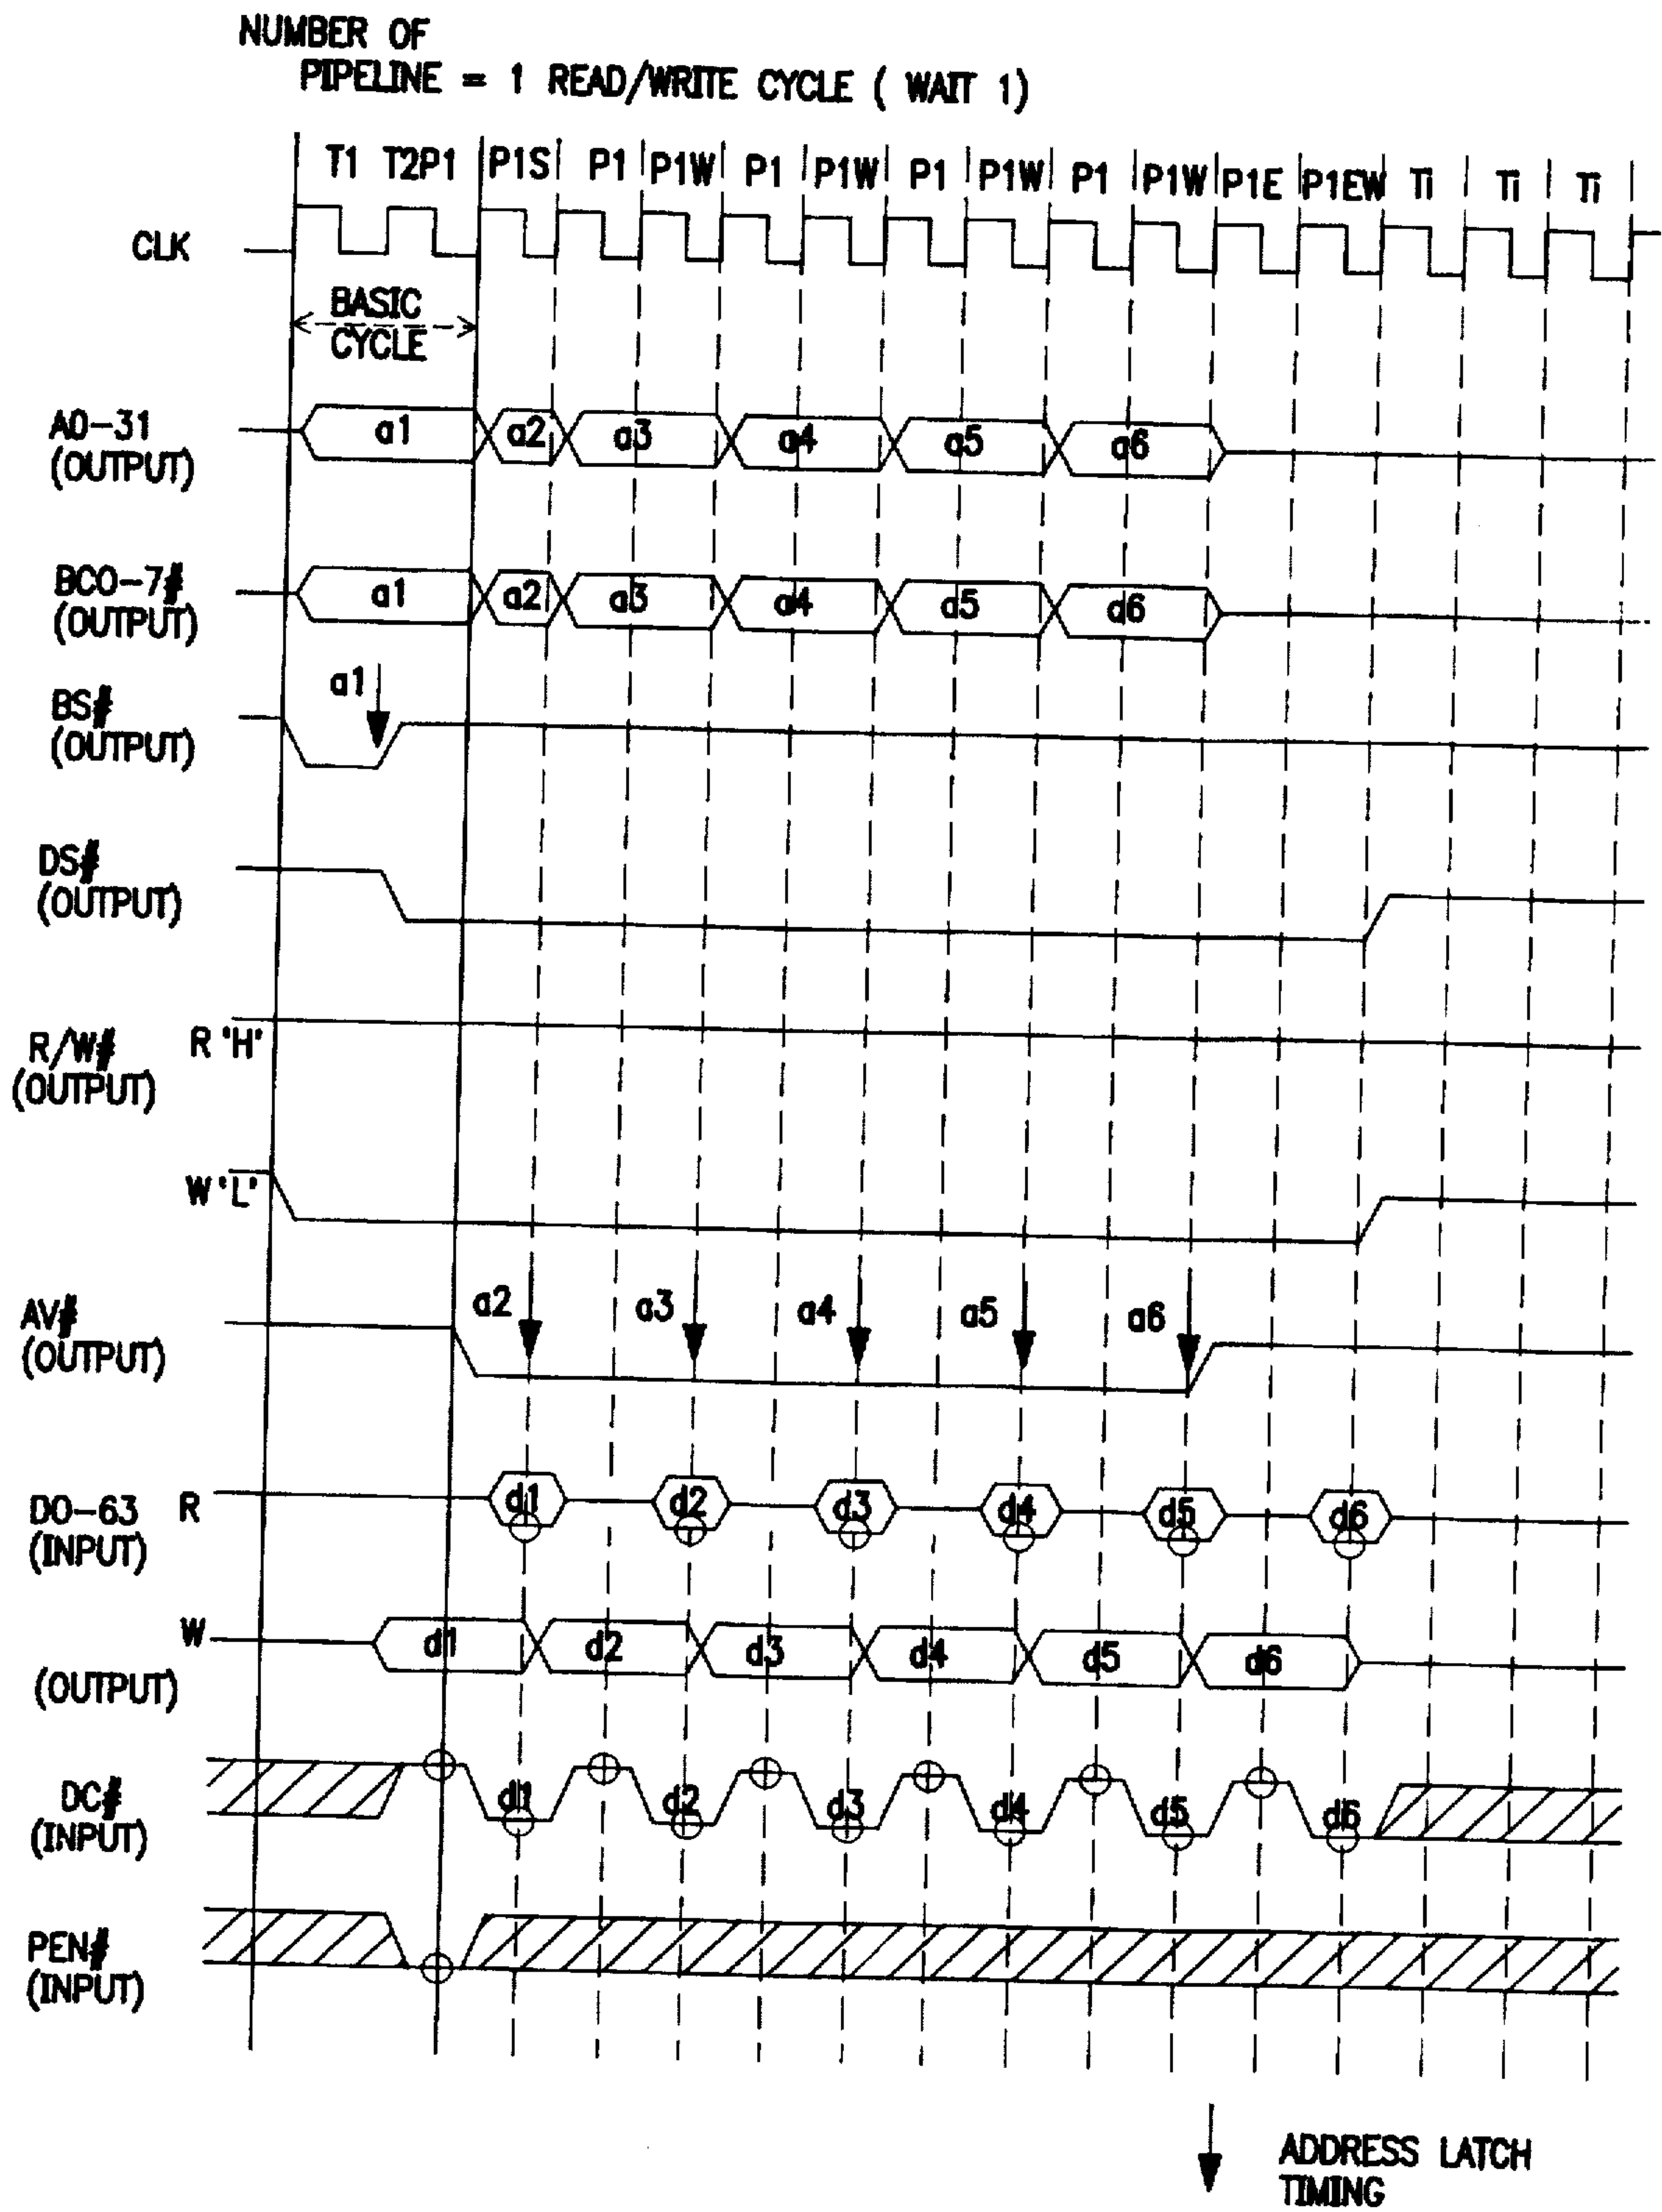 NUMBER OF
PIPELINE = 1 READ/WRITE CYCLE ( WAIT 1)
T1 T2P1 P1S P1 P1W P1 P1W P1 P1W P1 P1W P1E P1EW Ti Ti Ti
CLK
BASIC
CYCLE
A0-31
(OUTPUT)
a1 a2 a3 a4 a5 a6
BC0-7#
(OUTPUT)
a1 a2 a3 a4 a5 a6
BS#
(OUTPUT)
a1
DS#
(OUTPUT)
R/W#
(OUTPUT)
R 'H'
W 'L'
AV#
(OUTPUT)
a2 a3 a4 a5 a6
D0-63 R
(INPUT)
d1 d2 d3 d4 d5 d6
W
(OUTPUT)
d1 d2 d3 d4 d5 d6
DC#
(INPUT)
d1 d2 d3 d4 d5 d6
PEN#
(INPUT)
ADDRESS LATCH
TIMING